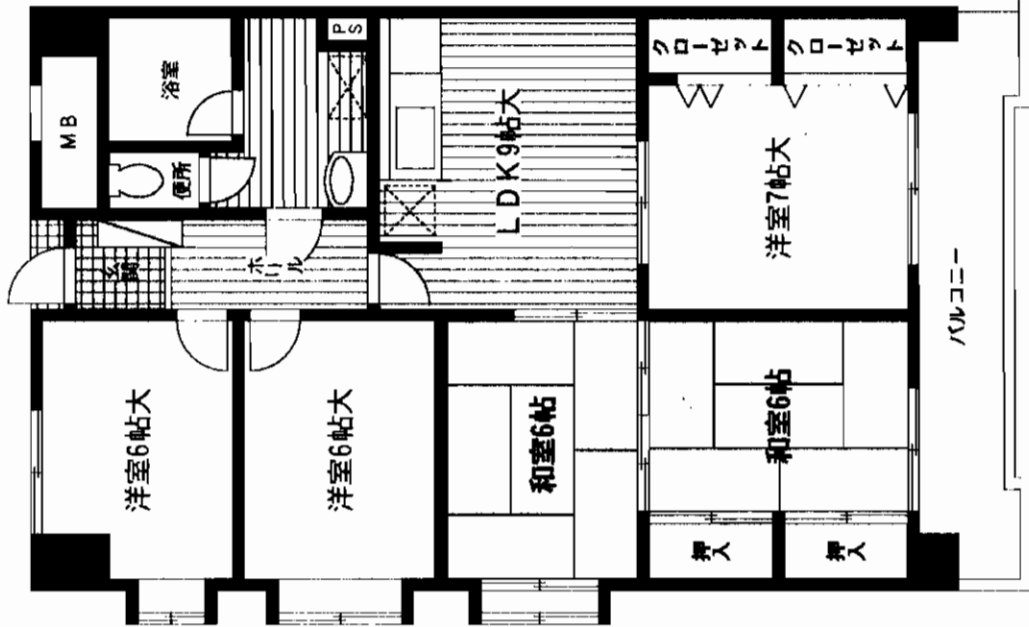 MB
浴室
PS
便所
玄関
ホール
LDK9帖大
クローゼット
クローゼット
洋室7帖大
洋室6帖大
洋室6帖大
和室6帖
和室6帖
押入
押入
バルコニー